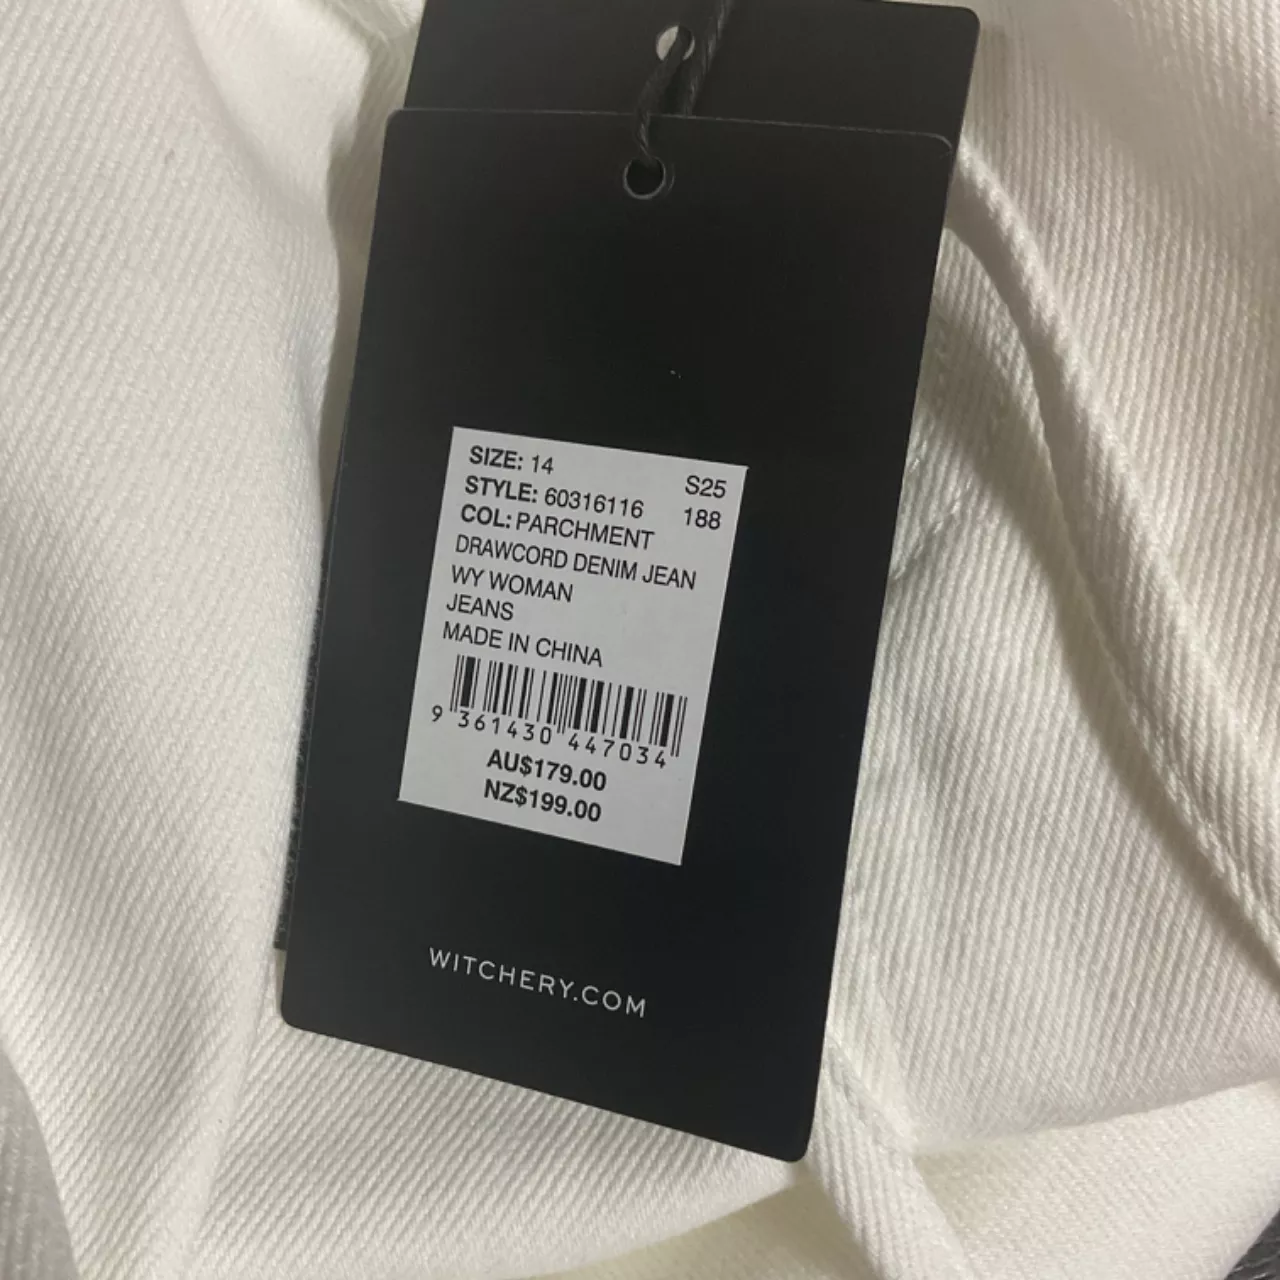 SIZE: 14 S25
STYLE: 60316116 188
COL: PARCHMENT
DRAWCORD DENIM JEAN
WY WOMAN
JEANS
MADE IN CHINA
9 361430 447034
AU$179.00
NZ$199.00
WITCHERY.COM